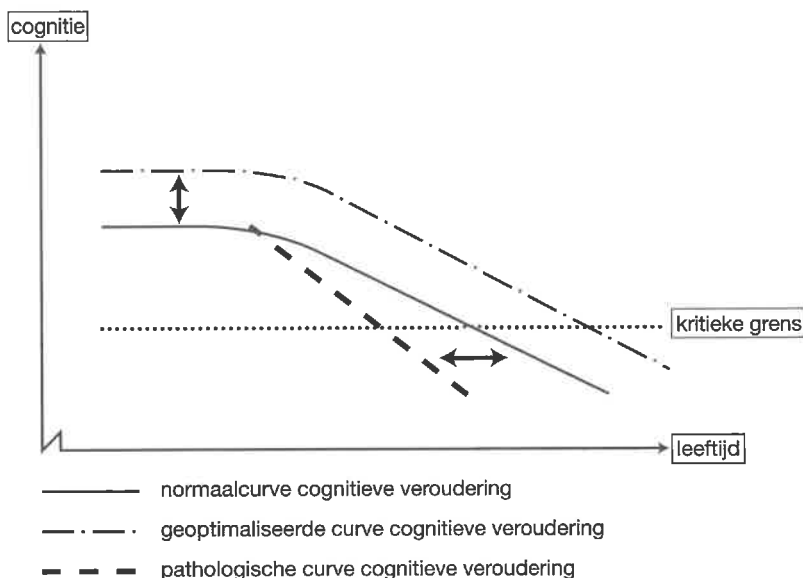 cognitie
kritieke grens
leeftijd
normaalcurve cognitieve veroudering
geoptimaliseerde curve cognitieve veroudering
pathologische curve cognitieve veroudering